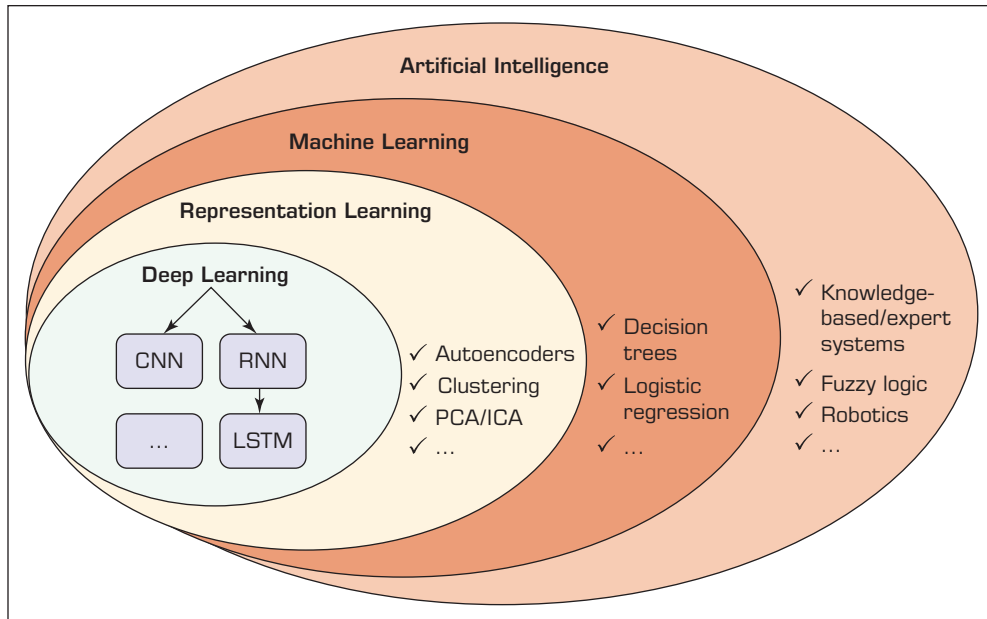 Artificial Intelligence
Machine Learning
Representation Learning
Deep Learning
CNN
RNN
...
LSTM
✓ Autoencoders
✓ Clustering
✓ PCA/ICA
✓ ...
✓ Decision
trees
✓ Logistic
regression
✓ ...
✓ Knowledge-
based/expert
systems
✓ Fuzzy logic
✓ Robotics
✓ ...